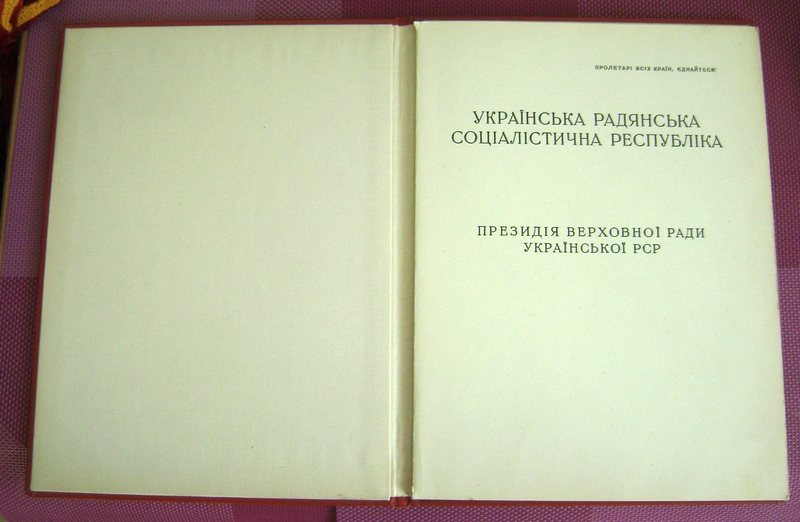 ПРОЛЕТАРІ ВСІХ КРАЇН, ЄДНАЙТЕСЯ!
УКРАЇНСЬКА РАДЯНСЬКА
СОЦІАЛІСТИЧНА РЕСПУБЛІКА
ПРЕЗИДІЯ ВЕРХОВНОЇ РАДИ
УКРАЇНСЬКОЇ РСР